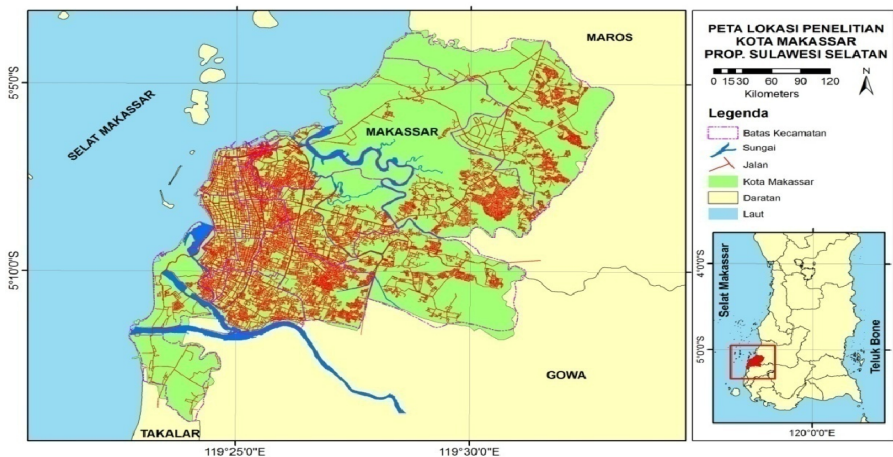 MAROS
5°5'0"S
SELAT MAKASSAR
MAKASSAR
5°10'0"S
GOWA
TAKALAR
119°25'0"E
119°30'0"E
PETA LOKASI PENELITIAN
KOTA MAKASSAR
PROP. SULAWESI SELATAN
0 15 30 60 90 120
Kilometers
N
Legenda
Batas Kecamatan
Sungai
Jalan
Kota Makassar
Daratan
Laut
4°0'0"S
Selat Makassar
5°0'0"S
Teluk Bone
120°0'0"E